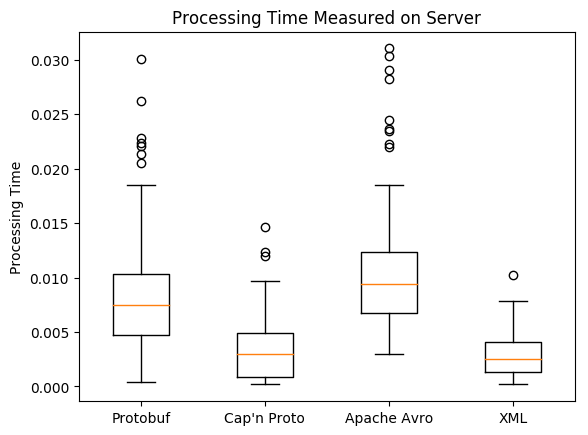 Processing Time Measured on Server
Processing Time
0.030
0.025
0.020
0.015
0.010
0.005
0.000
Protobuf
Cap'n Proto
Apache Avro
XML